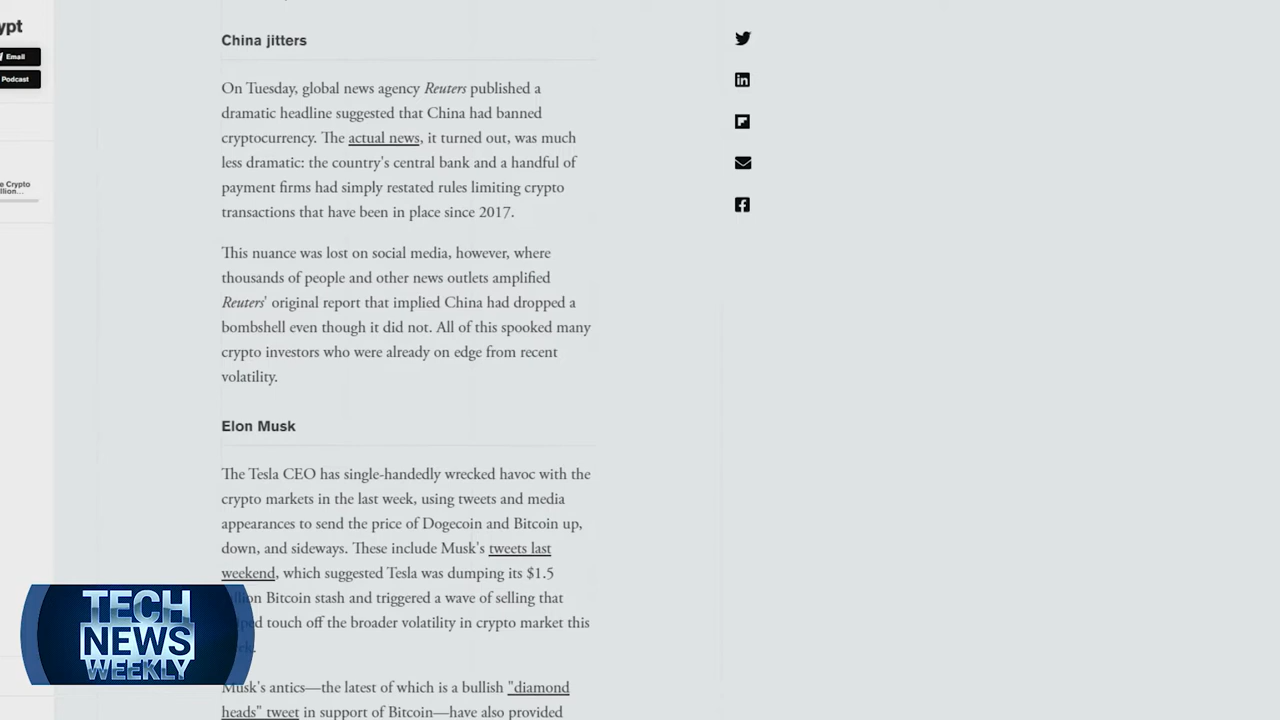 ypt
Email
Podcast
e Crypto
llion...
China jitters
On Tuesday, global news agency Reuters published a
dramatic headline suggested that China had banned
cryptocurrency. The actual news, it turned out, was much
less dramatic: the country's central bank and a handful of
payment firms had simply restated rules limiting crypto
transactions that have been in place since 2017.
This nuance was lost on social media, however, where
thousands of people and other news outlets amplified
Reuters' original report that implied China had dropped a
bombshell even though it did not. All of this spooked many
crypto investors who were already on edge from recent
volatility.
Elon Musk
The Tesla CEO has single-handedly wrecked havoc with the
crypto markets in the last week, using tweets and media
appearances to send the price of Dogecoin and Bitcoin up,
down, and sideways. These include Musk's tweets last
weekend, which suggested Tesla was dumping its $1.5
Bitcoin stash and triggered a wave of selling that
touch off the broader volatility in crypto market this
Musk's antics—the latest of which is a bullish "diamond
heads" tweet in support of Bitcoin—have also provided
TECH
NEWS
WEEKLY